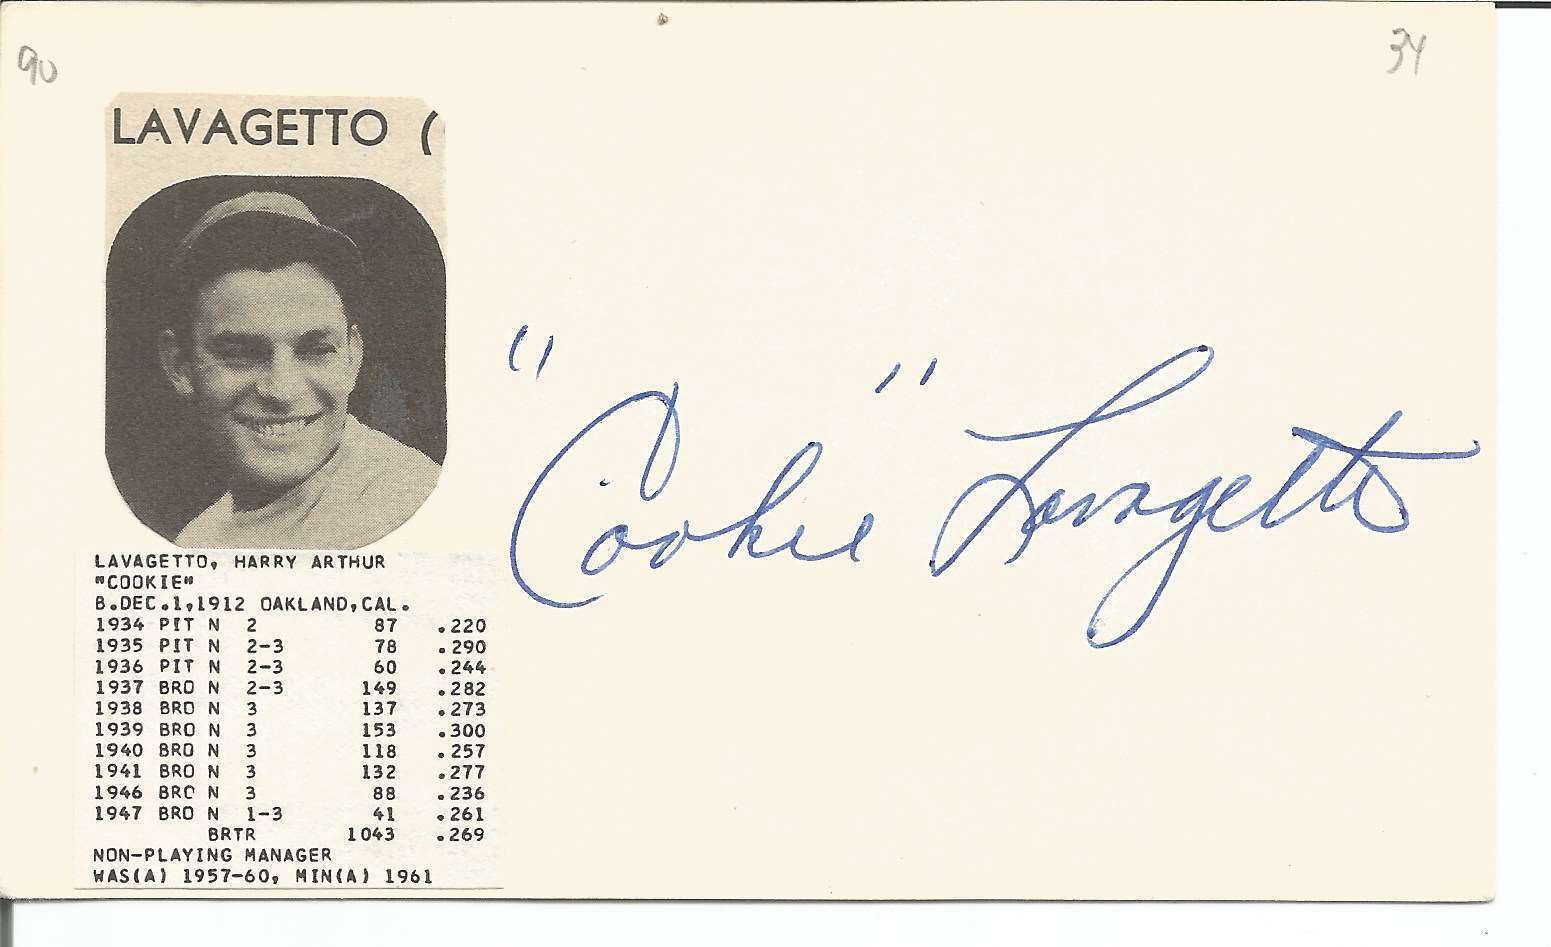 90
34
LAVAGETTO (
"Cookie" Lavagetto
LAVAGETTO, HARRY ARTHUR
"COOKIE"
B.DEC.1,1912 OAKLAND,CAL.
1934 PIT N 2 87 .220
1935 PIT N 2-3 78 .290
1936 PIT N 2-3 60 .244
1937 BRO N 2-3 149 .282
1938 BRO N 3 137 .273
1939 BRO N 3 153 .300
1940 BRO N 3 118 .257
1941 BRO N 3 132 .277
1946 BRO N 3 88 .236
1947 BRO N 1-3 41 .261
BRTR 1043 .269
NON-PLAYING MANAGER
WAS(A) 1957-60, MIN(A) 1961